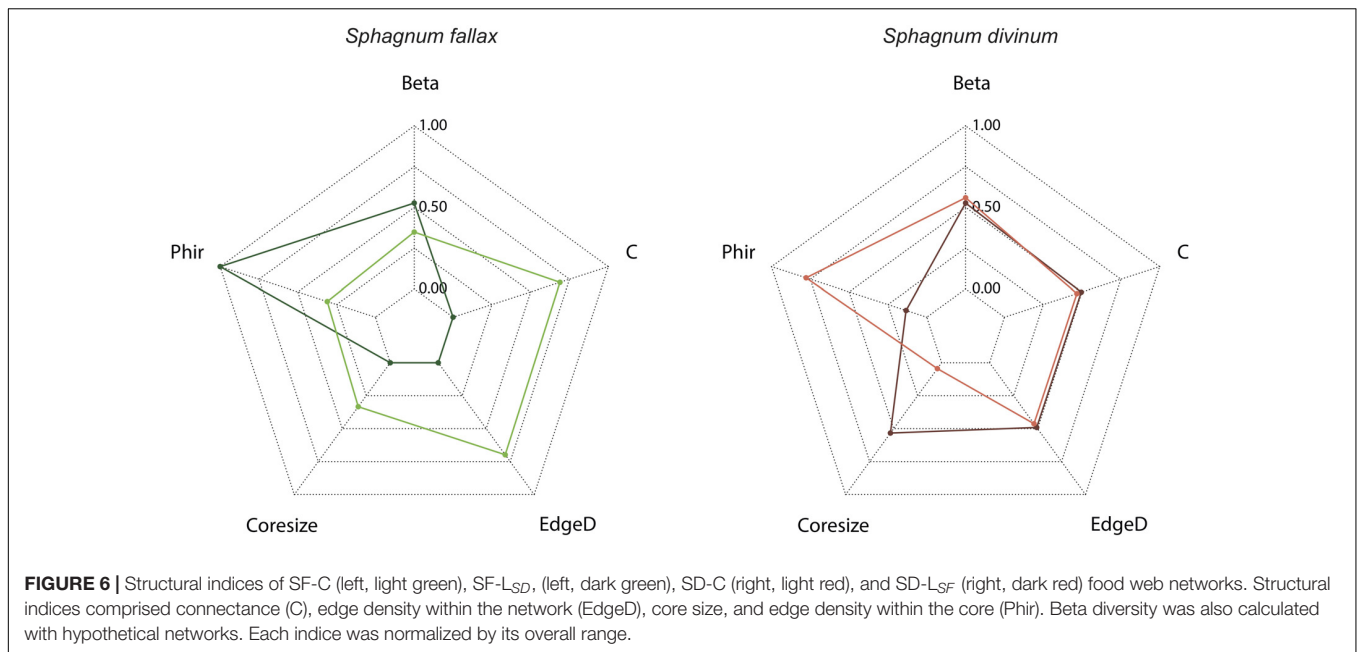 Sphagnum fallax
Sphagnum divinum
Beta
1.00
0.50
0.00
Phir
C
Coresize
EdgeD
Beta
1.00
0.50
0.00
Phir
C
Coresize
EdgeD
FIGURE 6 | Structural indices of SF-C (left, light green), SF-LSD, (left, dark green), SD-C (right, light red), and SD-LSF (right, dark red) food web networks. Structural
indices comprised connectance (C), edge density within the network (EdgeD), core size, and edge density within the core (Phir). Beta diversity was also calculated
with hypothetical networks. Each indice was normalized by its overall range.